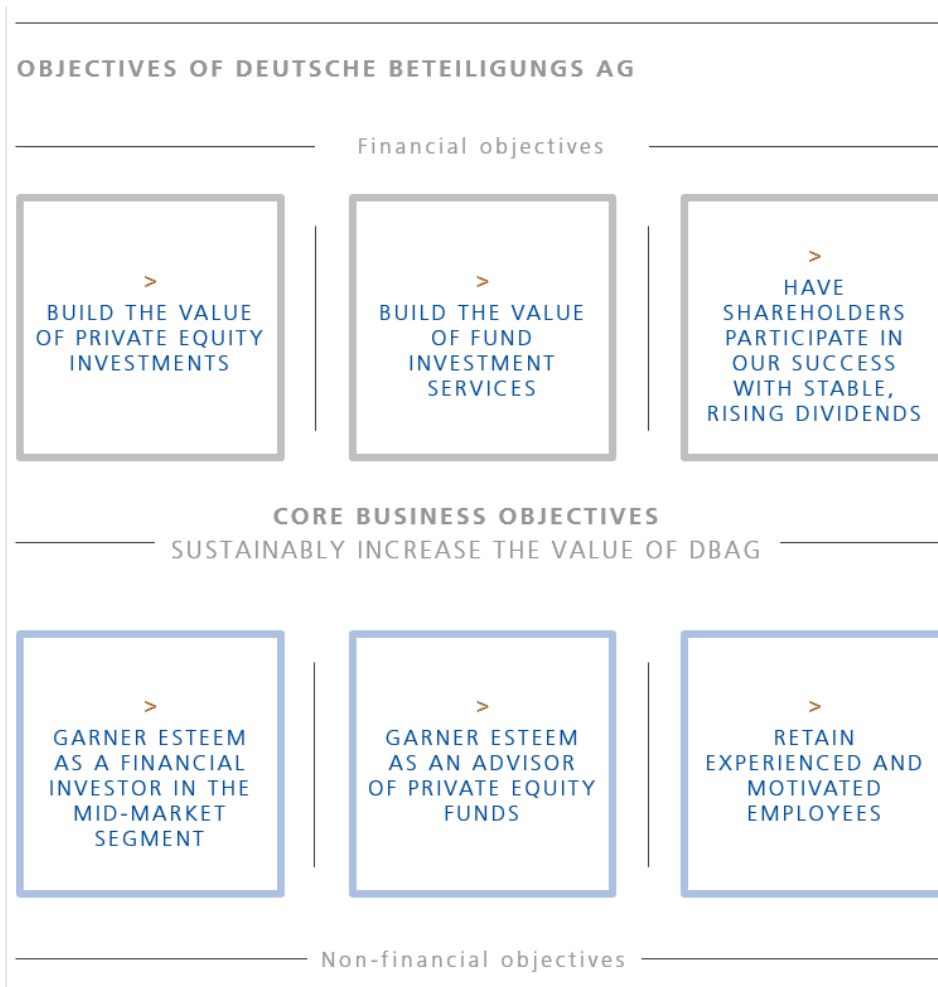 OBJECTIVES OF DEUTSCHE BETEILIGUNGS AG
Financial objectives
>
BUILD THE VALUE
OF PRIVATE EQUITY
INVESTMENTS
>
BUILD THE VALUE
OF FUND
INVESTMENT
SERVICES
>
HAVE
SHAREHOLDERS
PARTICIPATE IN
OUR SUCCESS
WITH STABLE,
RISING DIVIDENDS
CORE BUSINESS OBJECTIVES
SUSTAINABLY INCREASE THE VALUE OF DBAG
>
GARNER ESTEEM
AS A FINANCIAL
INVESTOR IN THE
MID-MARKET
SEGMENT
>
GARNER ESTEEM
AS AN ADVISOR
OF PRIVATE EQUITY
FUNDS
>
RETAIN
EXPERIENCED AND
MOTIVATED
EMPLOYEES
Non-financial objectives